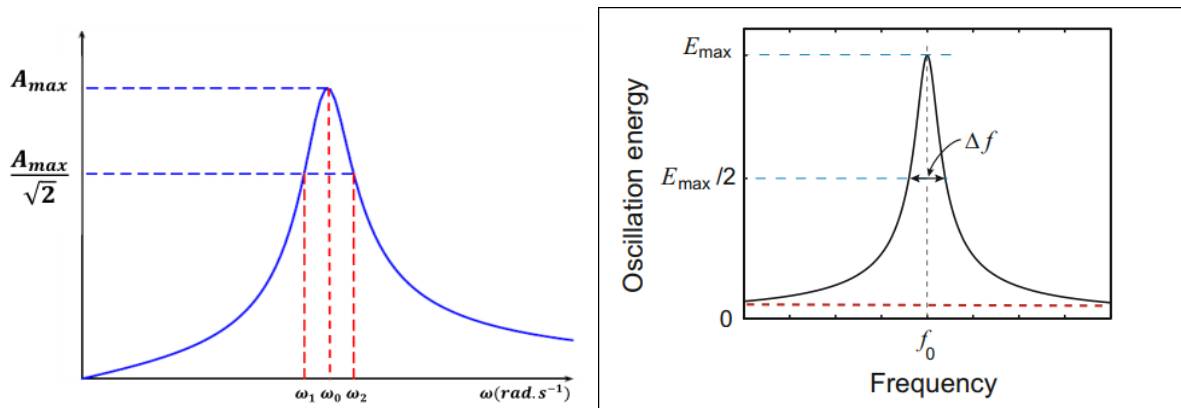 A_max
A_max
√2
ω₁ ω₀ ω₂
ω(rad.s⁻¹)
E_max
Δf
E_max /2
0
f₀
Oscillation energy
Frequency